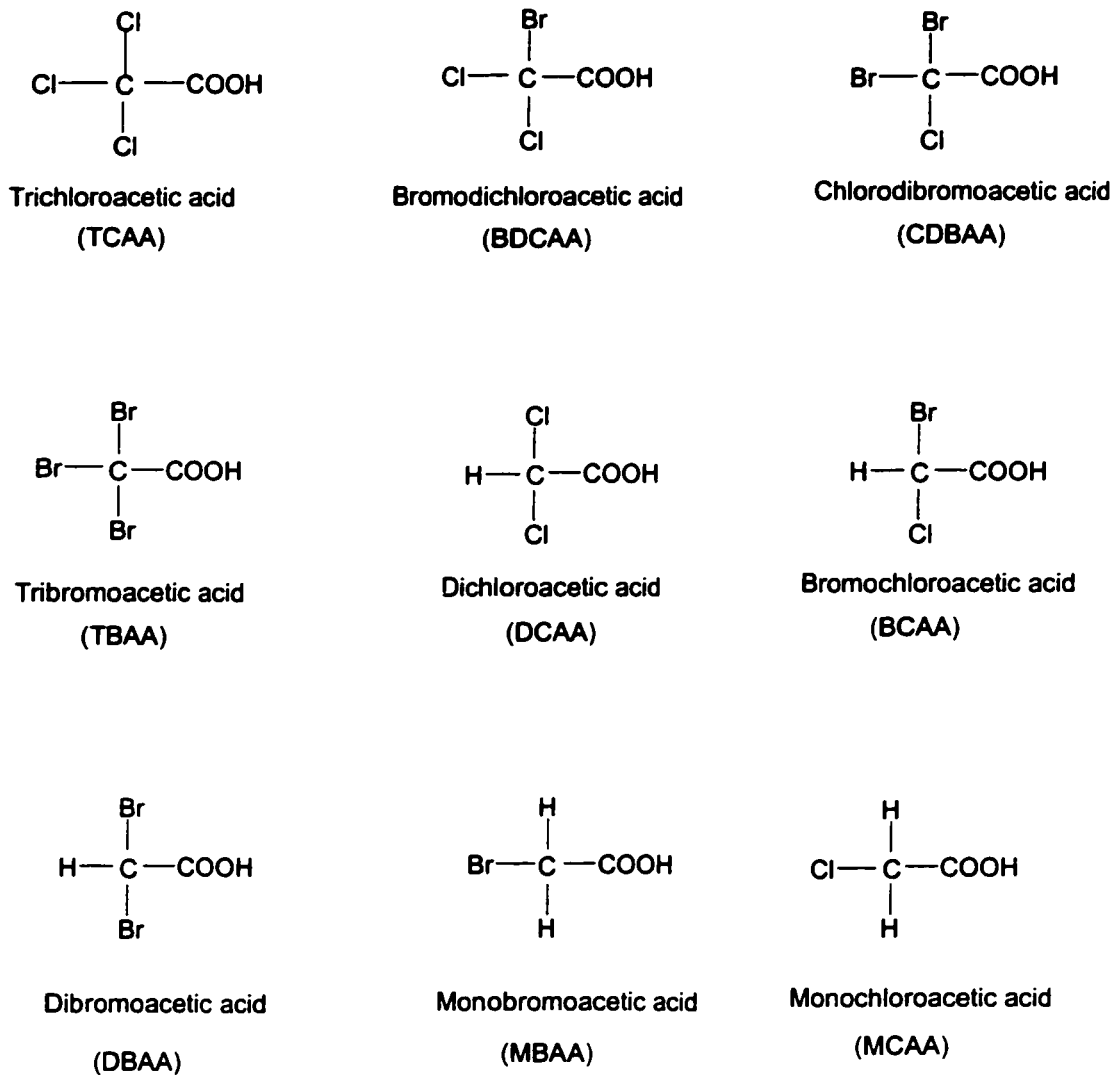 Cl
Cl C COOH
Cl
Trichloroacetic acid
(TCAA)
Br
Cl C COOH
Cl
Bromodichloroacetic acid
(BDCAA)
Br
Br C COOH
Cl
Chlorodibromoacetic acid
(CDBAA)
Br
Br C COOH
Br
Tribromoacetic acid
(TBAA)
Cl
H C COOH
Cl
Dichloroacetic acid
(DCAA)
Br
H C COOH
Cl
Bromochloroacetic acid
(BCAA)
Br
H C COOH
Br
Dibromoacetic acid
(DBAA)
H
Br C COOH
H
Monobromoacetic acid
(MBAA)
H
Cl C COOH
H
Monochloroacetic acid
(MCAA)